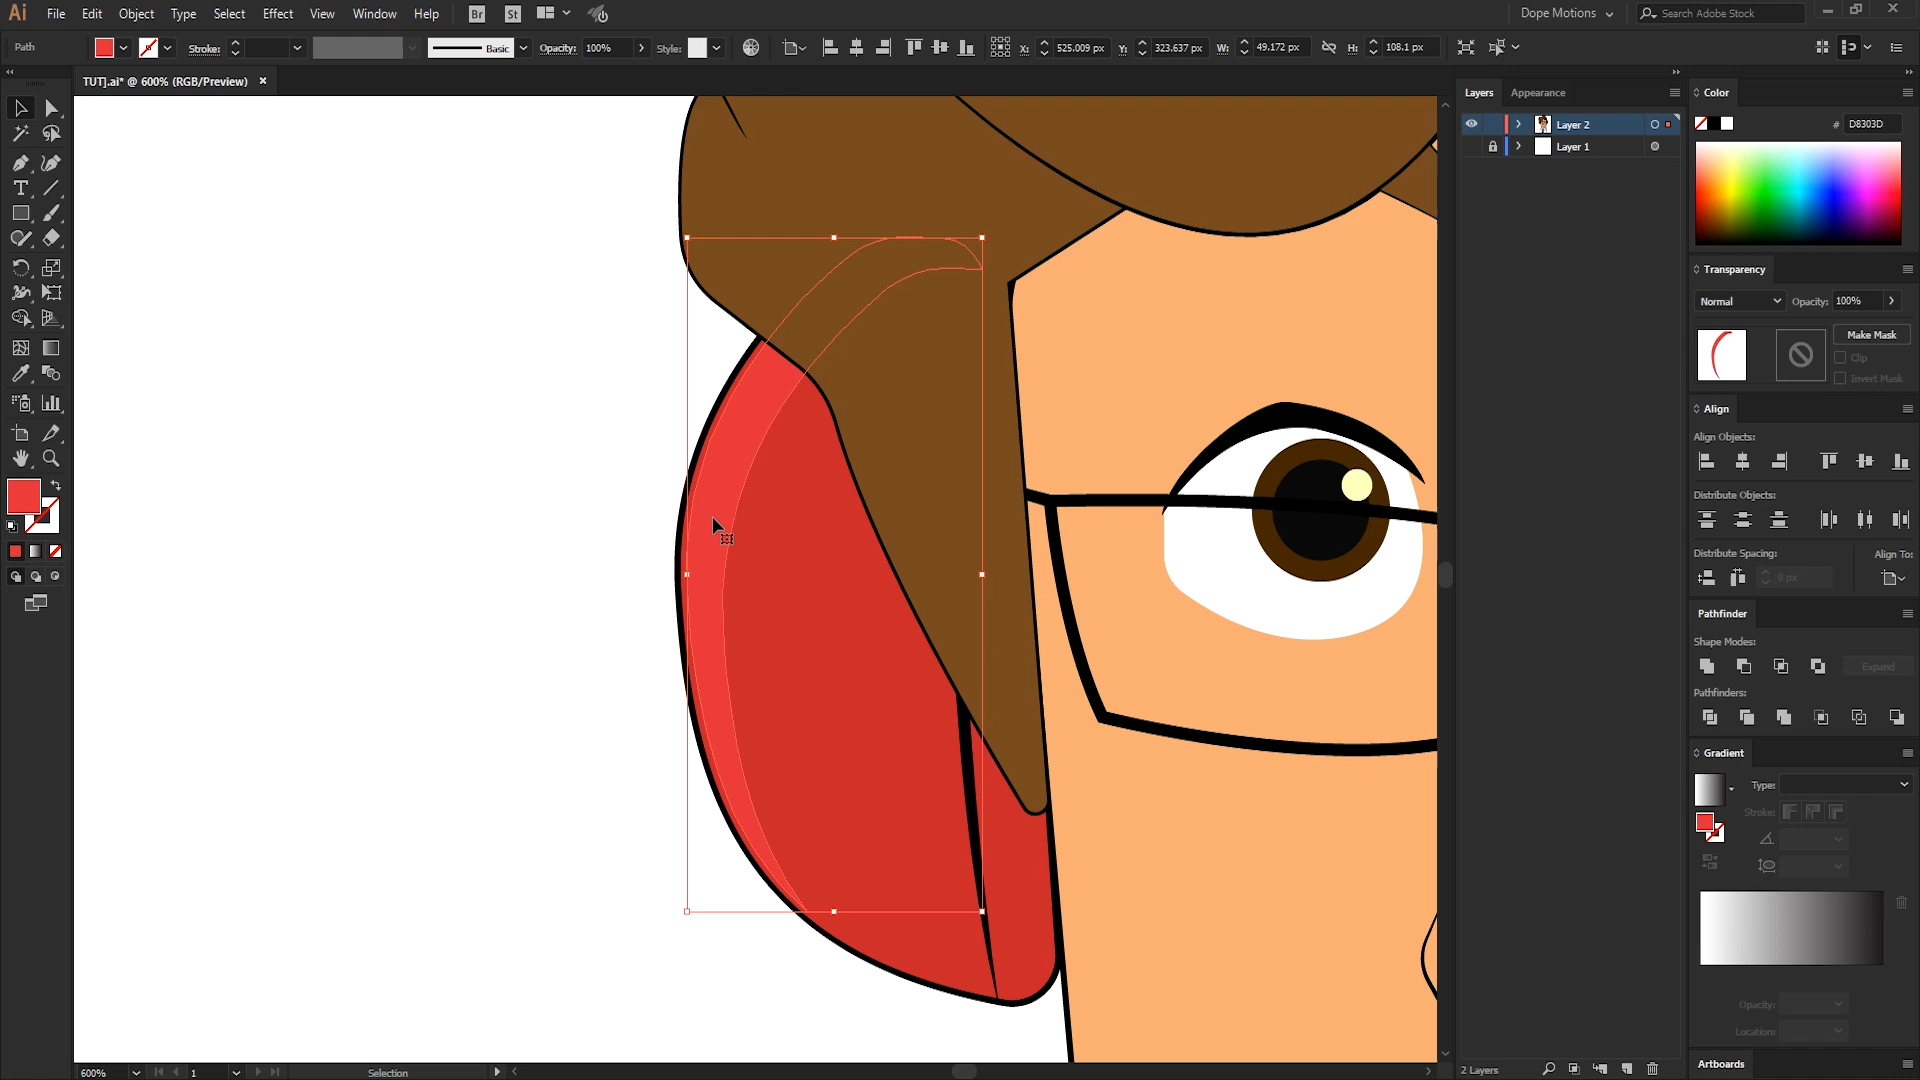 Ai File Edit Object Type Select Effect View Window Help Br St Dope Motions Search Adobe Stock
Path Stroke: Basic Opacity: 100% Style: X: 525.009 px Y: 323.637 px W: 49.172 px H: 108.1 px
TUT].ai* @ 600% (RGB/Preview)
Layers Appearance
Layer 2
Layer 1
Color
# D8303D
Transparency
Normal Opacity: 100%
Make Mask
Clip
Invert Mask
Align
Align Objects:
Distribute Objects:
Distribute Spacing: Align To:
0 px
Pathfinder
Shape Modes:
Expand
Pathfinders:
Gradient
Type:
Stroke:
Opacity:
Location:
Artboards
600% 1 Selection 2 Layers